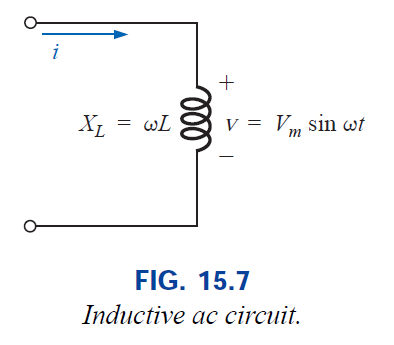 i
+
X_L = ωL
v = V_m sin ωt
–
FIG. 15.7
Inductive ac circuit.